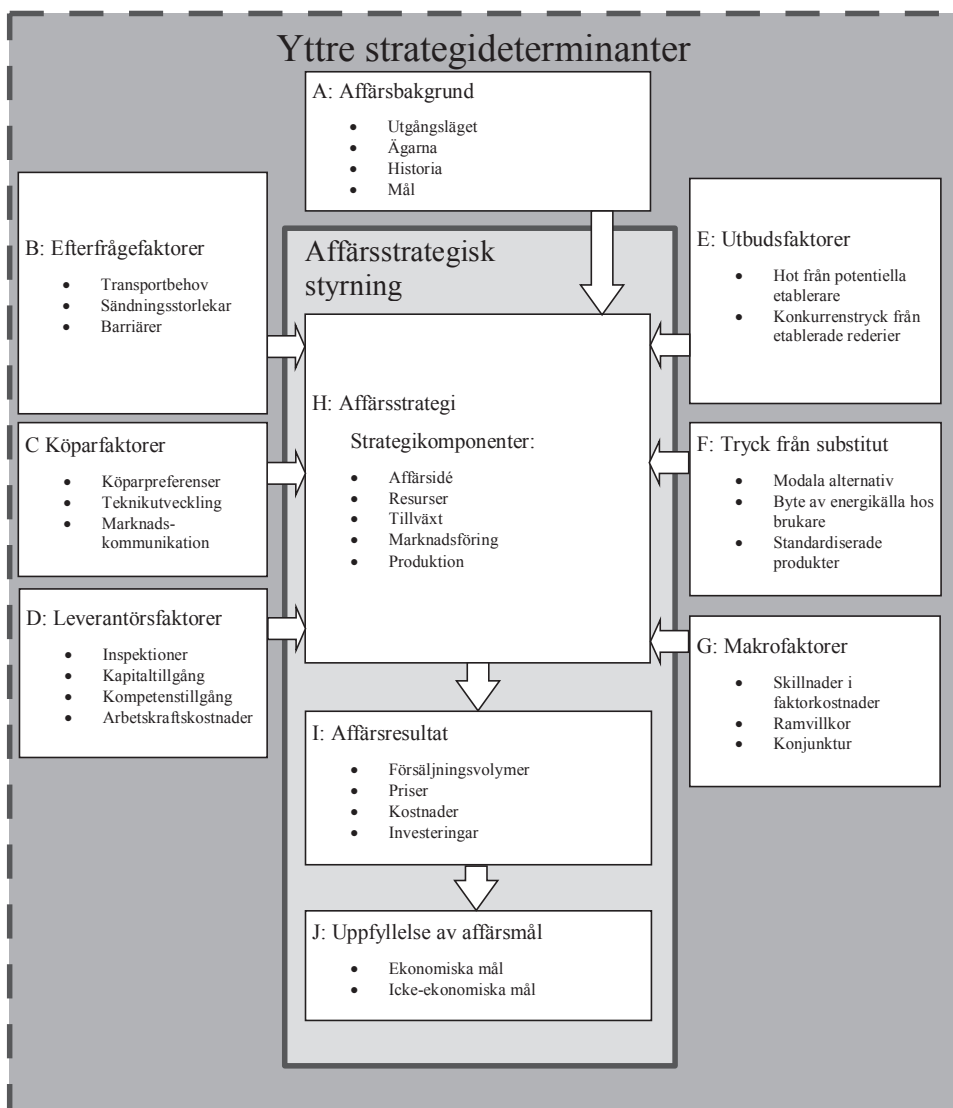 Yttre strategideterminanter
A: Affärsbakgrund
• Utgångsläget
• Ägarna
• Historia
• Mål
B: Efterfrågefaktorer
• Transportbehov
• Sändningsstorlekar
• Barriärer
C Köparfaktorer
• Köparpreferenser
• Teknikutveckling
• Marknads-
kommunikation
D: Leverantörsfaktorer
• Inspektioner
• Kapitaltillgång
• Kompetenstillgång
• Arbetskraftskostnader
Affärsstrategisk
styrning
H: Affärsstrategi
Strategikomponenter:
• Affärsidé
• Resurser
• Tillväxt
• Marknadsföring
• Produktion
I: Affärsresultat
• Försäljningsvolymer
• Priser
• Kostnader
• Investeringar
J: Uppfyllelse av affärsmål
• Ekonomiska mål
• Icke-ekonomiska mål
E: Utbudsfaktorer
• Hot från potentiella
etablerare
• Konkurrenstryck från
etablerade rederier
F: Tryck från substitut
• Modala alternativ
• Byte av energikälla hos
brukare
• Standardiserade
produkter
G: Makrofaktorer
• Skillnader i
faktorkostnader
• Ramvillkor
• Konjunktur